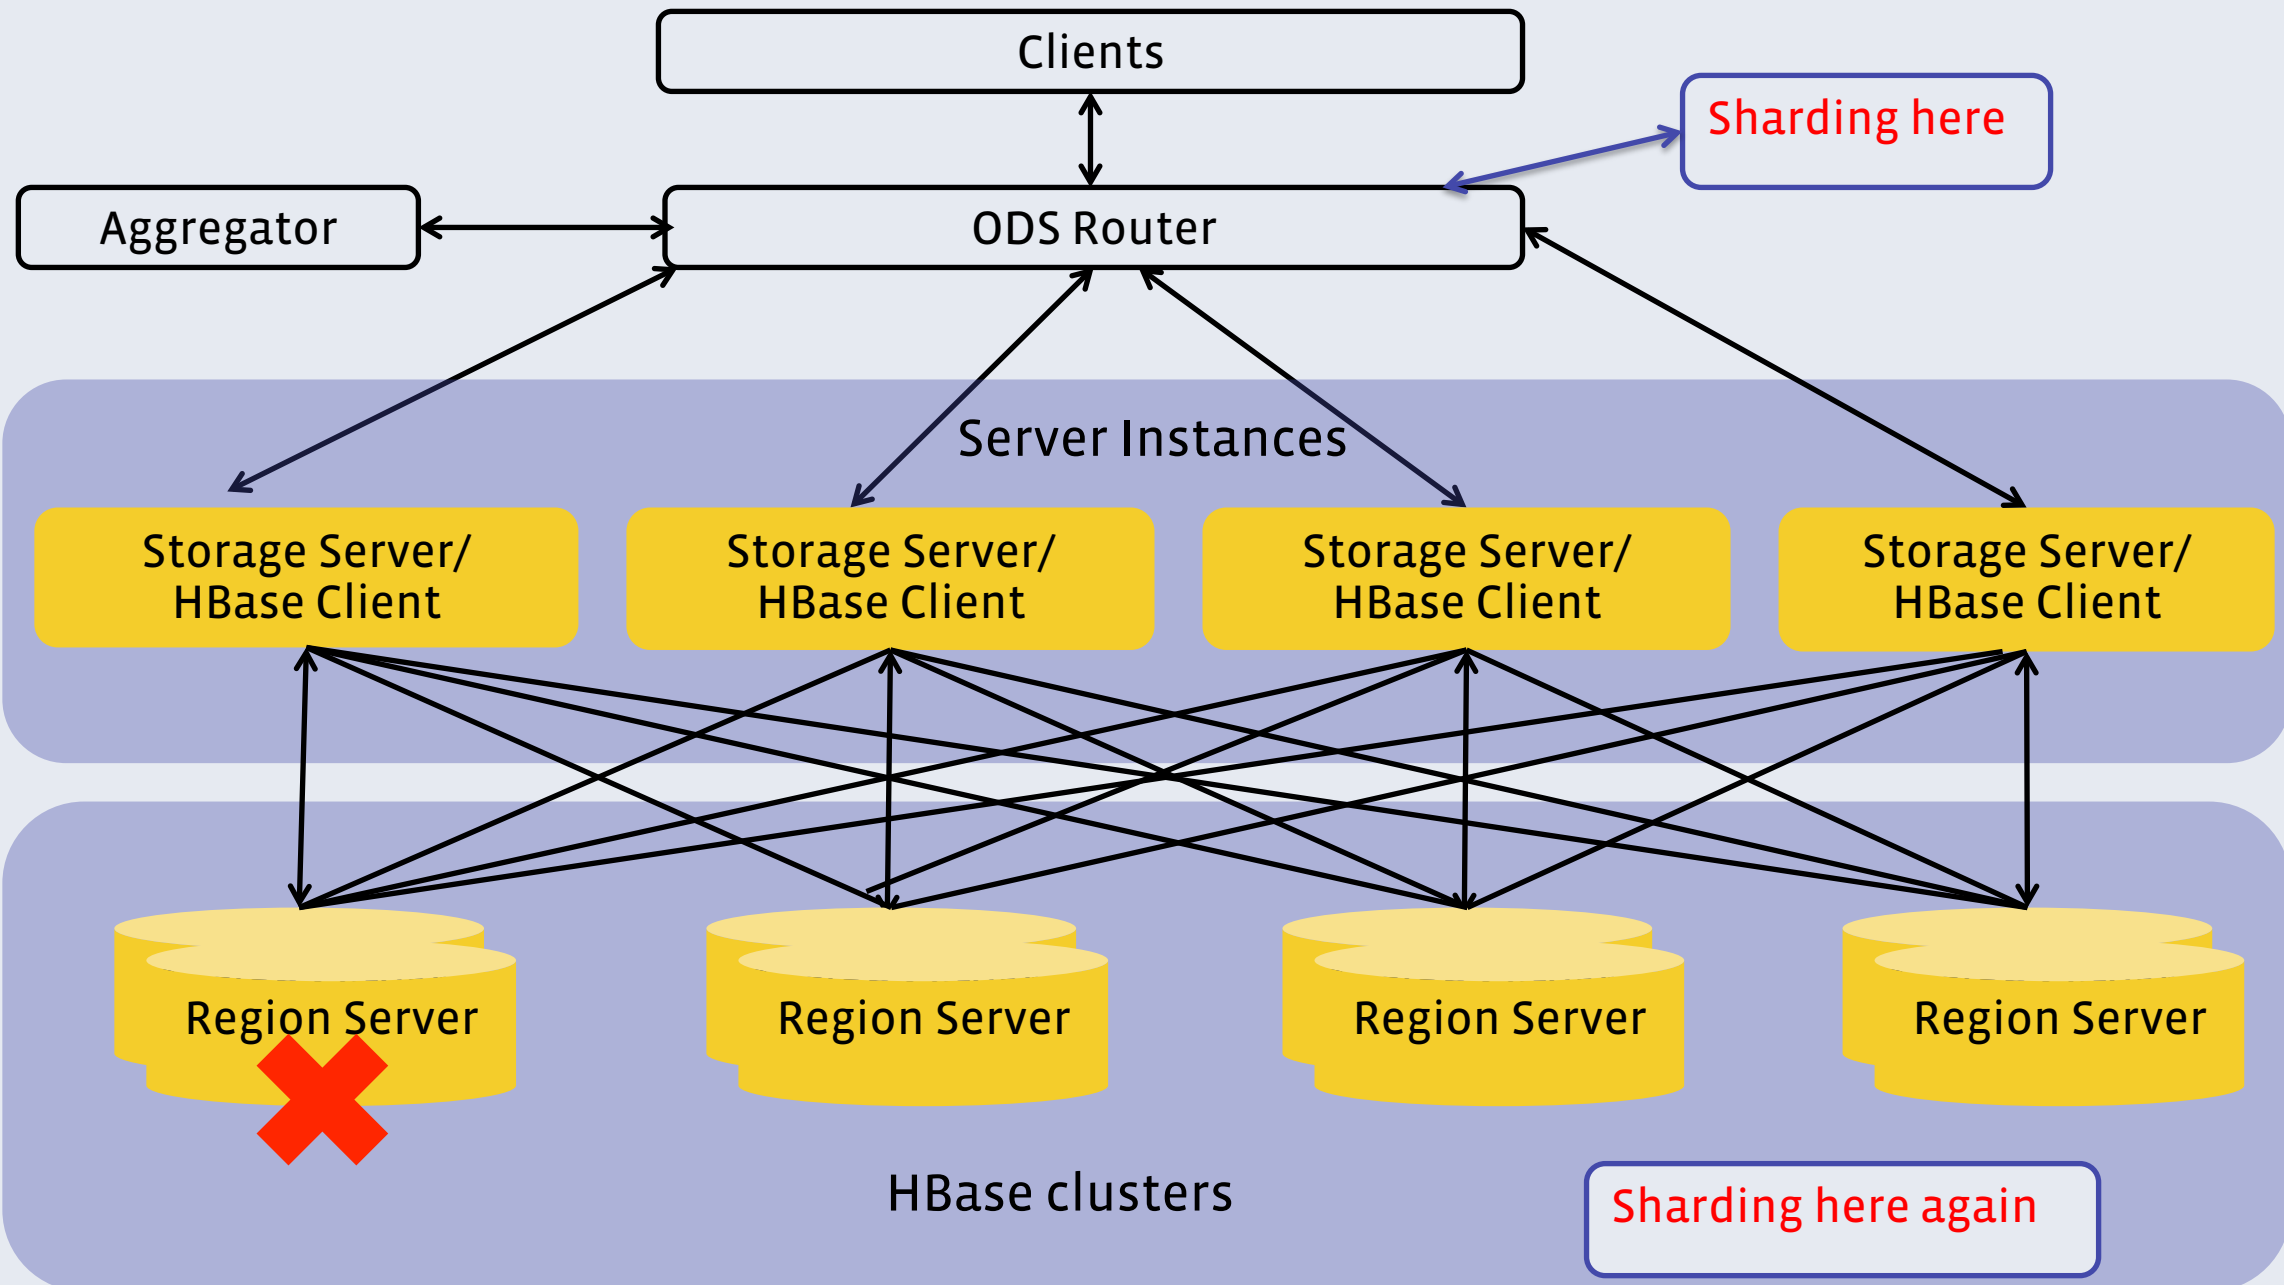 Clients
Sharding here
Aggregator
ODS Router
Server Instances
Storage Server/
HBase Client
Storage Server/
HBase Client
Storage Server/
HBase Client
Storage Server/
HBase Client
Region Server
Region Server
Region Server
Region Server
HBase clusters
Sharding here again